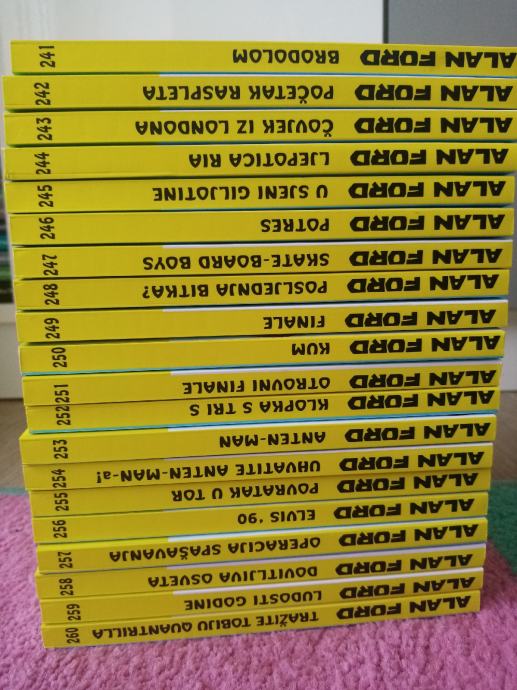 ALAN FORD BRODOLOM 241
ALAN FORD POČETAK RASPLETA 242
ALAN FORD ČOVJEK IZ LONDONA 243
ALAN FORD LJEPOTICA RIA 244
ALAN FORD U SJENI GILJOTINE 245
ALAN FORD POTRES 246
ALAN FORD SKATE-BOARD BOYS 247
ALAN FORD POSLJEDNJA BITKA? 248
ALAN FORD FINALE 249
ALAN FORD KUM 250
ALAN FORD OTROVNI FINALE 251
ALAN FORD KLOPKA S TRI S 252
ALAN FORD ANTEN-MAN 253
ALAN FORD UHVATITE ANTEN-MAN-a! 254
ALAN FORD POVRATAK U TOR 255
ALAN FORD ELVIS '90 256
ALAN FORD OPERACIJA SPAŠAVANJA 257
ALAN FORD DOVITLJIVA OSVETA 258
ALAN FORD LUDOSTI GODINE 259
ALAN FORD TRAŽITE TOBIJU QUANTRILLA 260